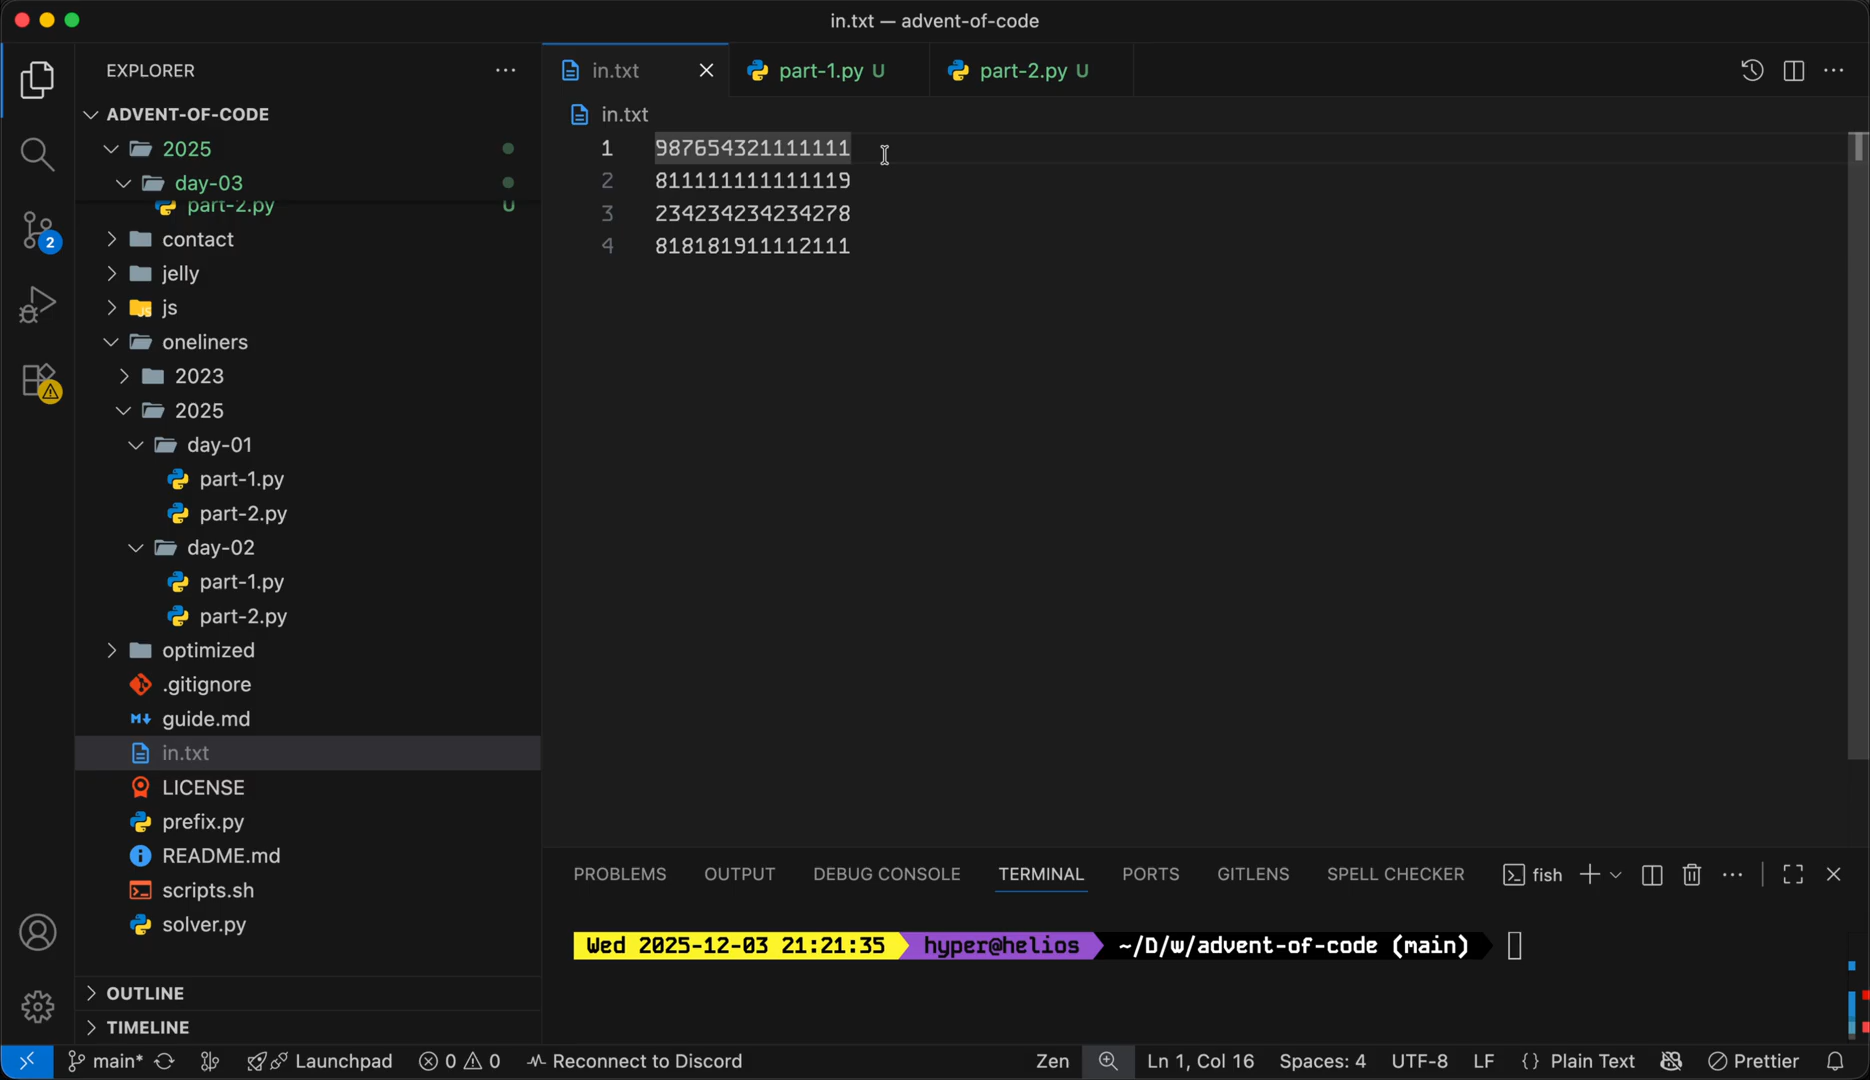 in.txt — advent-of-code
EXPLORER
in.txt
part-1.py U
part-2.py U
ADVENT-OF-CODE
in.txt
2025
1 987654321111111
day-03
2 811111111111119
part-2.py U
3 234234234234278
contact
4 818181911112111
jelly
js
oneliners
2023
2025
day-01
part-1.py
part-2.py
day-02
part-1.py
part-2.py
optimized
.gitignore
guide.md
in.txt
LICENSE
prefix.py
README.md
scripts.sh
solver.py
OUTLINE
TIMELINE
2
PROBLEMS OUTPUT DEBUG CONSOLE TERMINAL PORTS GITLENS SPELL CHECKER fish
Wed 2025-12-03 21:21:35 hyper@helios ~/D/w/advent-of-code (main)
main* Launchpad 0 0 Reconnect to Discord Zen Ln 1, Col 16 Spaces: 4 UTF-8 LF {} Plain Text Prettier